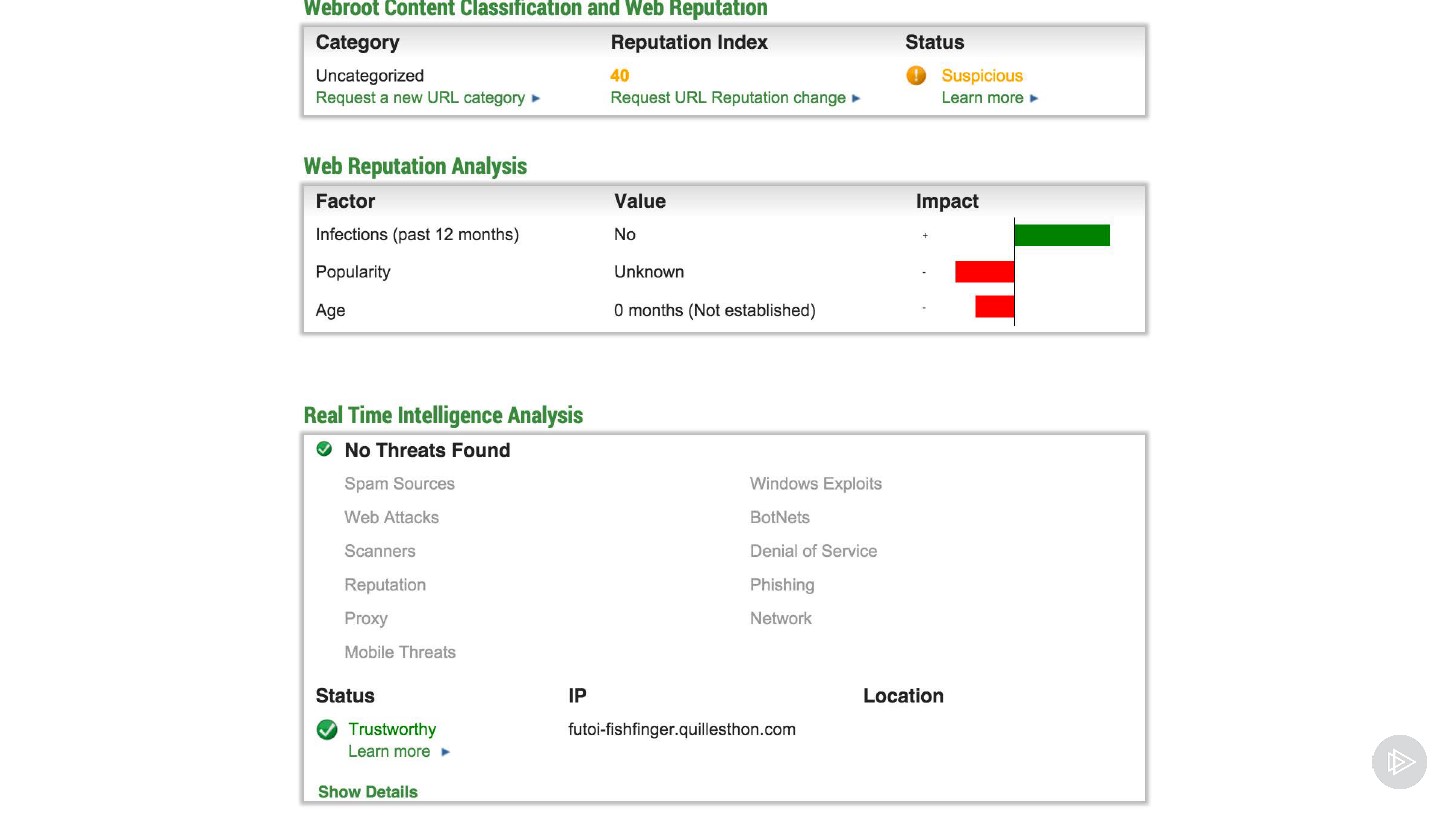 Webroot Content Classification and Web Reputation
Category Reputation Index Status
Uncategorized 40 Suspicious
Request a new URL category Request URL Reputation change Learn more
Web Reputation Analysis
Factor Value Impact
Infections (past 12 months) No +
Popularity Unknown -
Age 0 months (Not established) -
Real Time Intelligence Analysis
No Threats Found
Spam Sources Windows Exploits
Web Attacks BotNets
Scanners Denial of Service
Reputation Phishing
Proxy Network
Mobile Threats
Status IP Location
Trustworthy futoi-fishfinger.quillesthon.com
Learn more
Show Details